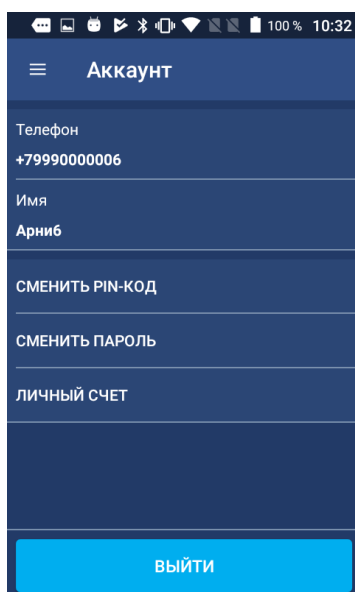 100 % 10:32
Аккаунт
Телефон
+79990000006
Имя
Арни6
СМЕНИТЬ PIN-КОД
СМЕНИТЬ ПАРОЛЬ
ЛИЧНЫЙ СЧЕТ
ВЫЙТИ